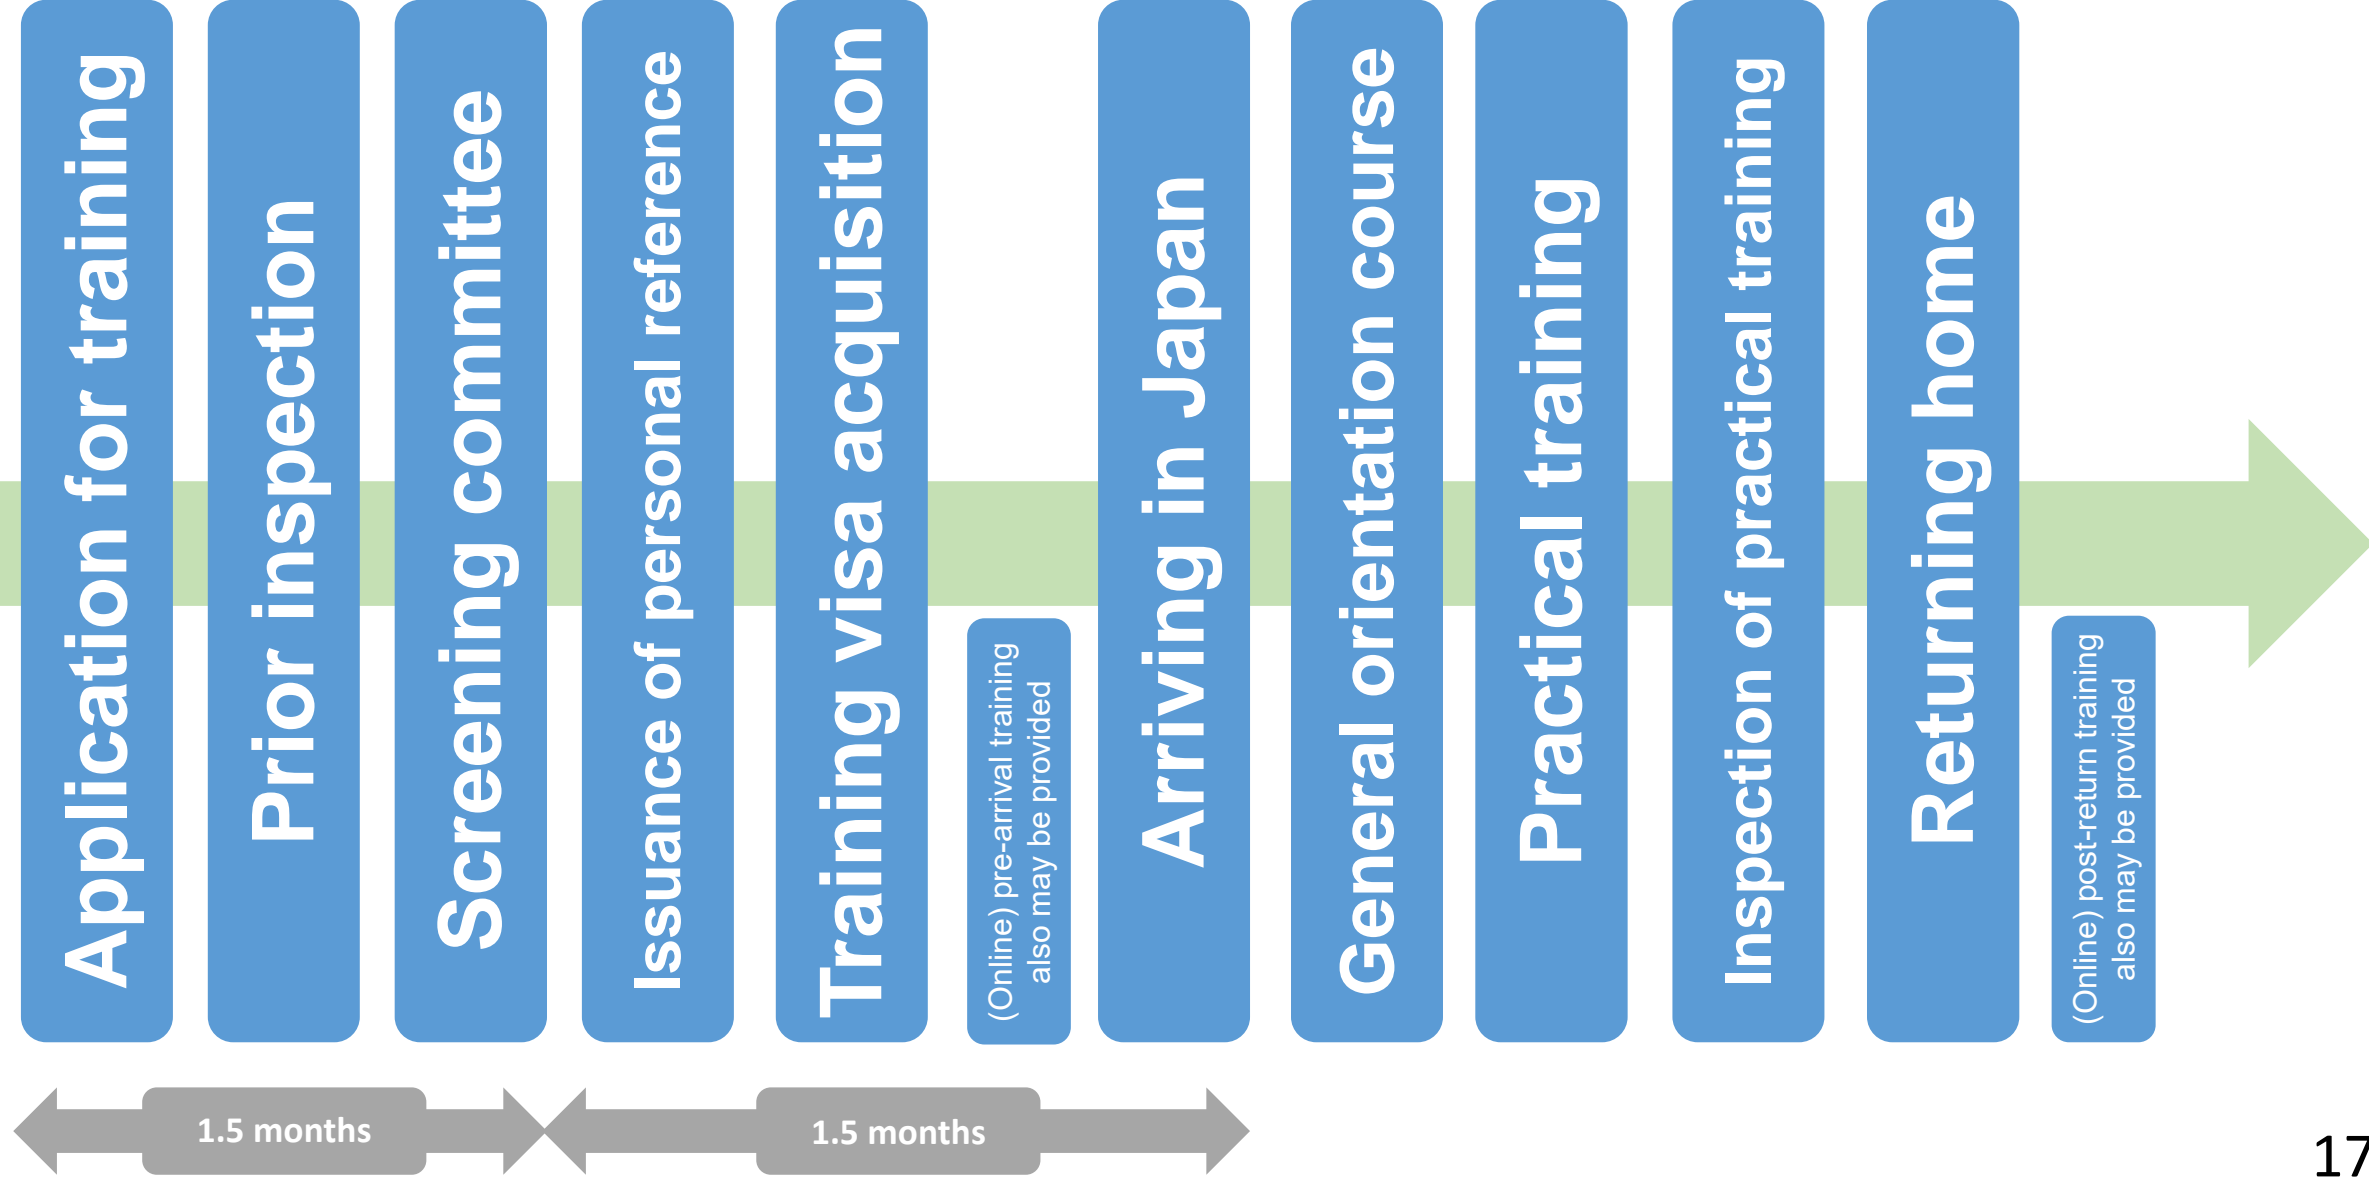 Application for training
Prior inspection
Screening committee
Issuance of personal reference
Training visa acquisition
(Online) pre-arrival training
also may be provided
Arriving in Japan
General orientation course
Practical training
Inspection of practical training
Returning home
(Online) post-return training
also may be provided
1.5 months
1.5 months
17